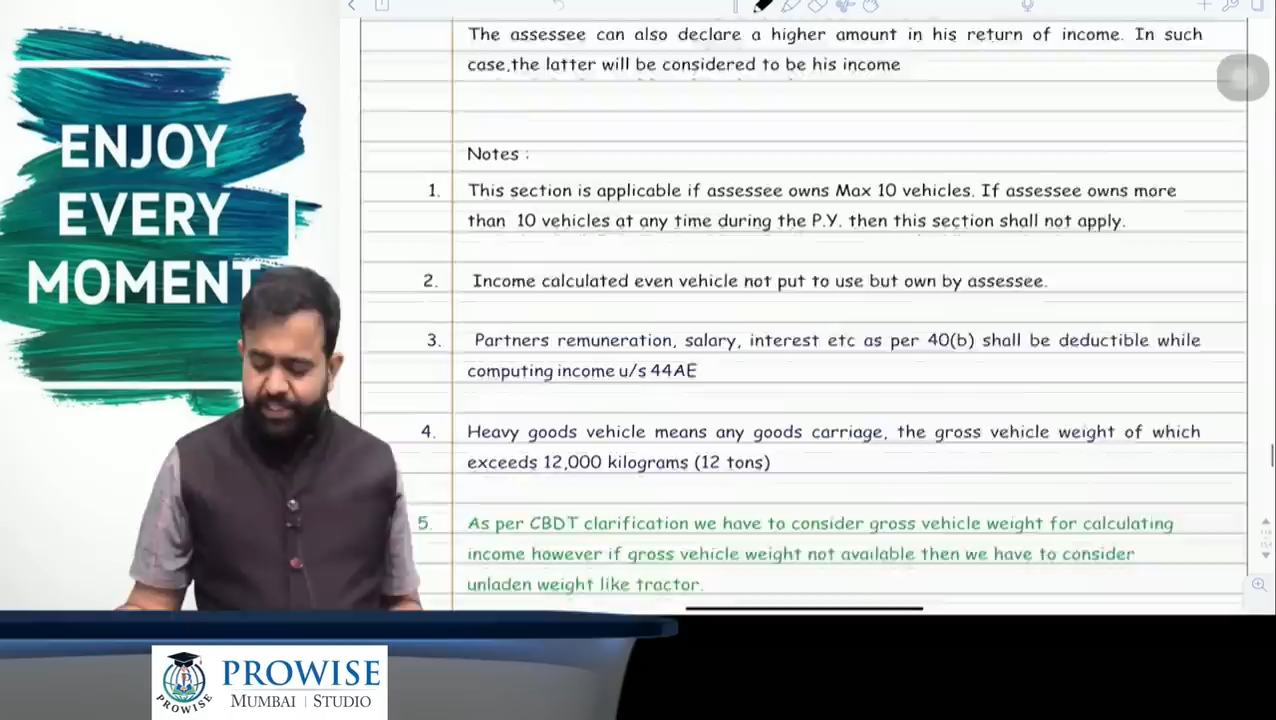 The assessee can also declare a higher amount in his return of income. In such
case,the latter will be considered to be his income
Notes :
1. This section is applicable if assessee owns Max 10 vehicles. If assessee owns more
than 10 vehicles at any time during the P.Y. then this section shall not apply.
2. Income calculated even vehicle not put to use but own by assessee.
3. Partners remuneration, salary, interest etc as per 40(b) shall be deductible while
computing income u/s 44AE
4. Heavy goods vehicle means any goods carriage, the gross vehicle weight of which
exceeds 12,000 kilograms (12 tons)
5. As per CBDT clarification we have to consider gross vehicle weight for calculating
income however if gross vehicle weight not available then we have to consider
unladen weight like tractor.
ENJOY
EVERY
MOMENT
PROWISE
PROWISE
MUMBAI | STUDIO